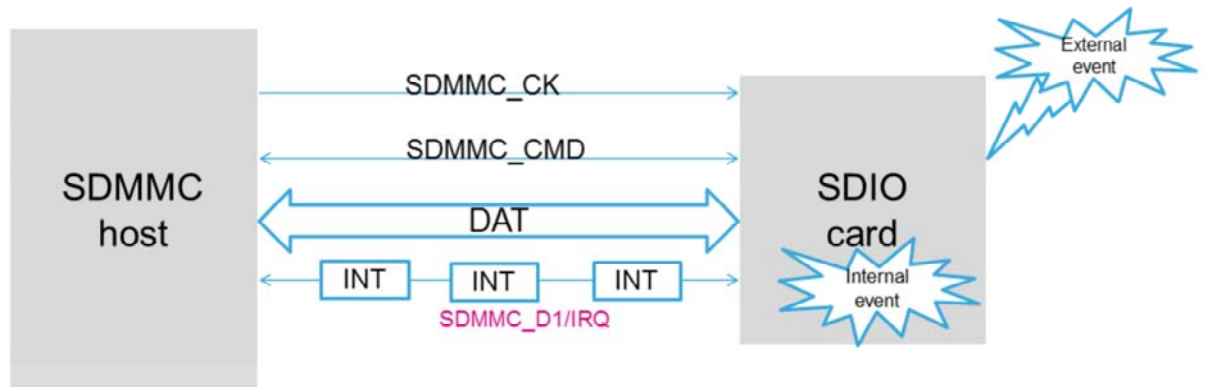 External
event
SDMMC_CK
SDMMC_CMD
SDMMC
host
SDIO
card
DAT
INT
INT
INT
Internal
event
SDMMC_D1/IRQ